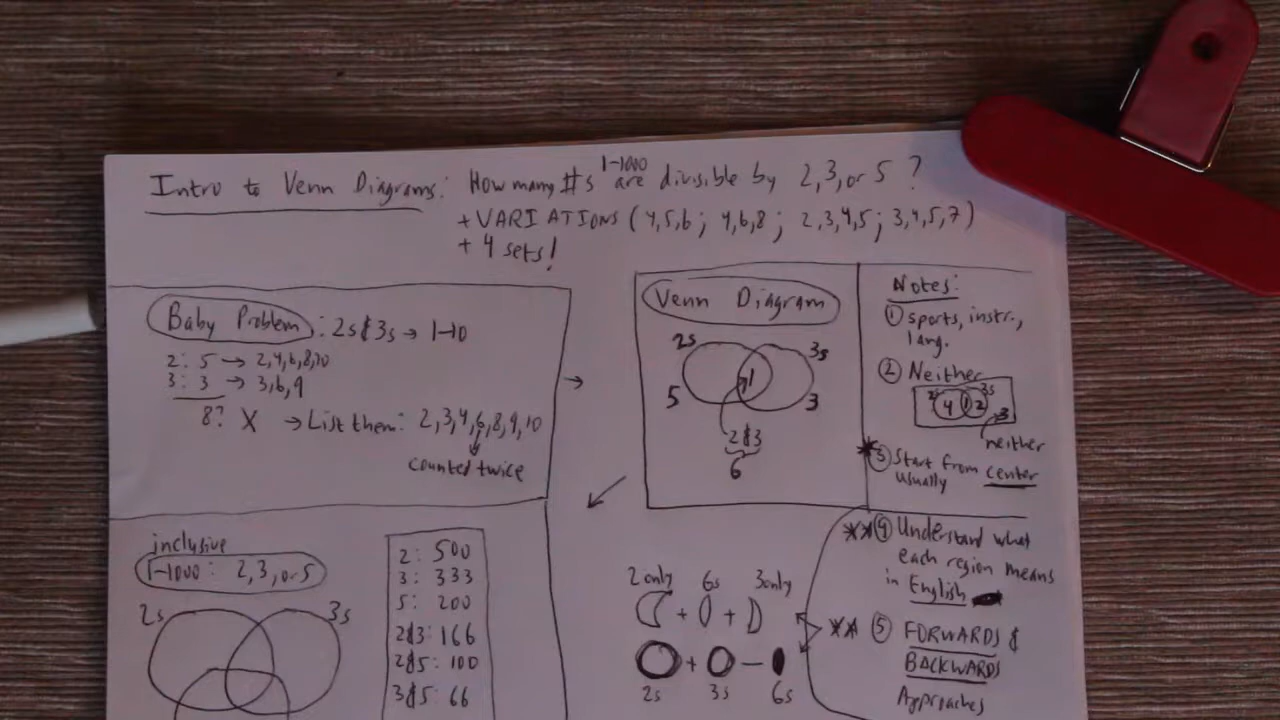 Intro to Venn Diagrams: How many #s 1-1000 are divisible by 2,3,or 5 ?
+ VARIATIONS (4,5,6; 4,6,8; 2,3,4,5; 3,4,5,7)
+ 4 sets!
Baby Problem: 2s & 3s → 1→10
2: 5 → 2,4,6,8,10
3: 3 → 3,6,9
8? X → List them: 2,3,4,6,8,9,10
counted twice
Venn Diagram
2s 3s
1
5 3
2&3
6
Notes:
① sports, instr.,
lang.
② Neither
2s 3s
4 1 2
3
neither
* ③ Start from center
usually
** ④ Understand what
each region means
in English
** ⑤ FORWARDS &
BACKWARDS
Approaches
inclusive
1-1000: 2,3,or 5
2s 3s
2: 500
3: 333
5: 200
2&3: 166
2&5: 100
3&5: 66
2 only 6s 3 only
+ +
+ −
2s 3s 6s